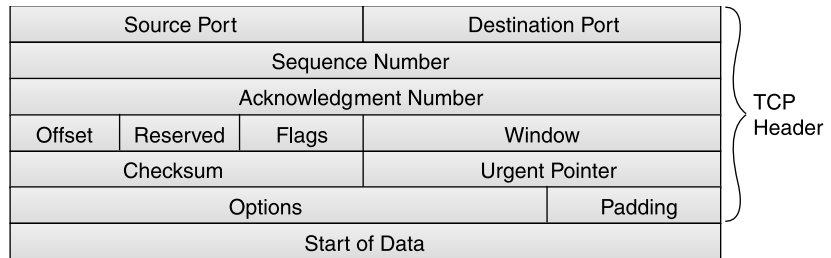 Source Port Destination Port
Sequence Number
Acknowledgment Number
Offset Reserved Flags Window
Checksum Urgent Pointer
Options Padding
Start of Data
TCP
Header